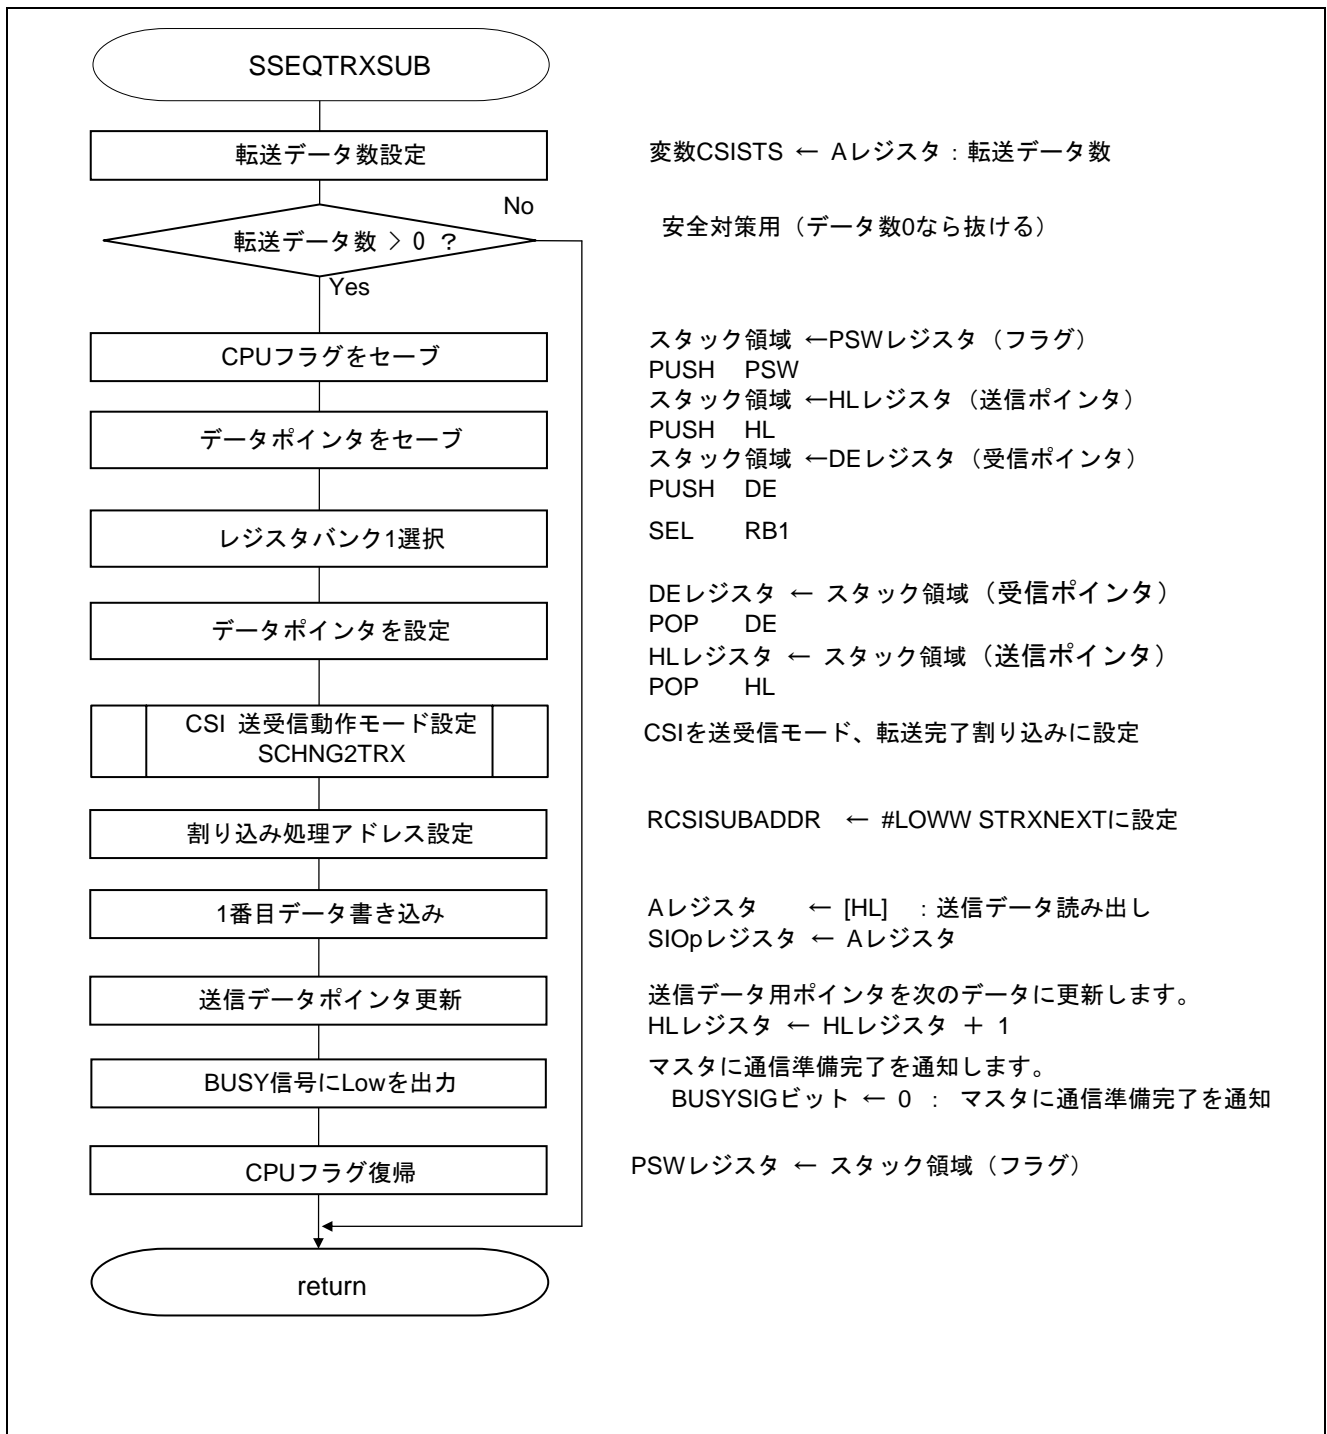 SSEQTRXSUB
転送データ数設定
変数CSISTS ← Aレジスタ：転送データ数
転送データ数 > 0 ？
No
安全対策用（データ数0なら抜ける）
Yes
CPUフラグをセーブ
スタック領域 ←PSWレジスタ（フラグ）
PUSH PSW
データポインタをセーブ
スタック領域 ←HLレジスタ（送信ポインタ）
PUSH HL
スタック領域 ←DEレジスタ（受信ポインタ）
PUSH DE
レジスタバンク1選択
SEL RB1
データポインタを設定
DEレジスタ ← スタック領域（受信ポインタ）
POP DE
HLレジスタ ← スタック領域（送信ポインタ）
POP HL
CSI 送受信動作モード設定
SCHNG2TRX
CSIを送受信モード、転送完了割り込みに設定
割り込み処理アドレス設定
RCSISUBADDR ← #LOWW STRXNEXTに設定
1番目データ書き込み
Aレジスタ ← [HL] ：送信データ読み出し
SIOpレジスタ ← Aレジスタ
送信データポインタ更新
送信データ用ポインタを次のデータに更新します。
HLレジスタ ← HLレジスタ ＋ 1
BUSY信号にLowを出力
マスタに通信準備完了を通知します。
BUSYSIGビット ← 0 ： マスタに通信準備完了を通知
CPUフラグ復帰
PSWレジスタ ← スタック領域（フラグ）
return